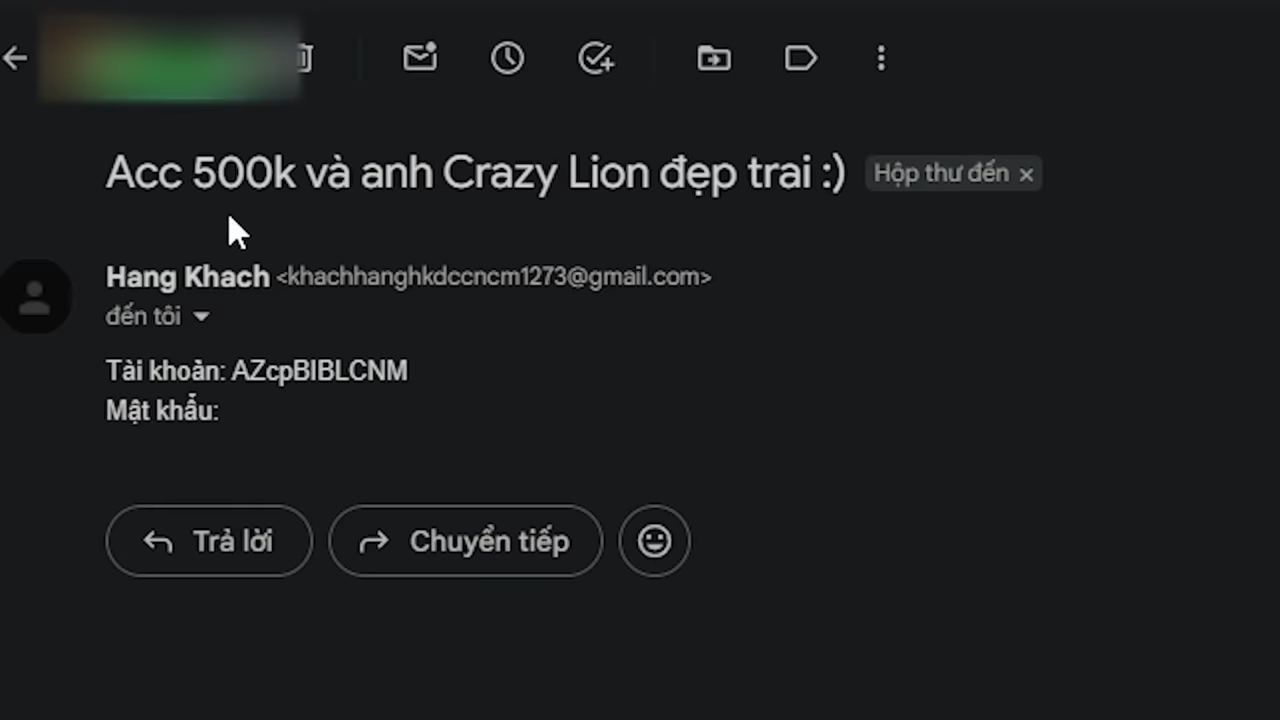 Acc 500k và anh Crazy Lion đẹp trai :) Hộp thư đến ×
Hang Khach <khachhanghkdccncm1273@gmail.com>
đến tôi
Tài khoản: AZcpBIBLCNM
Mật khẩu:
Trả lời Chuyển tiếp